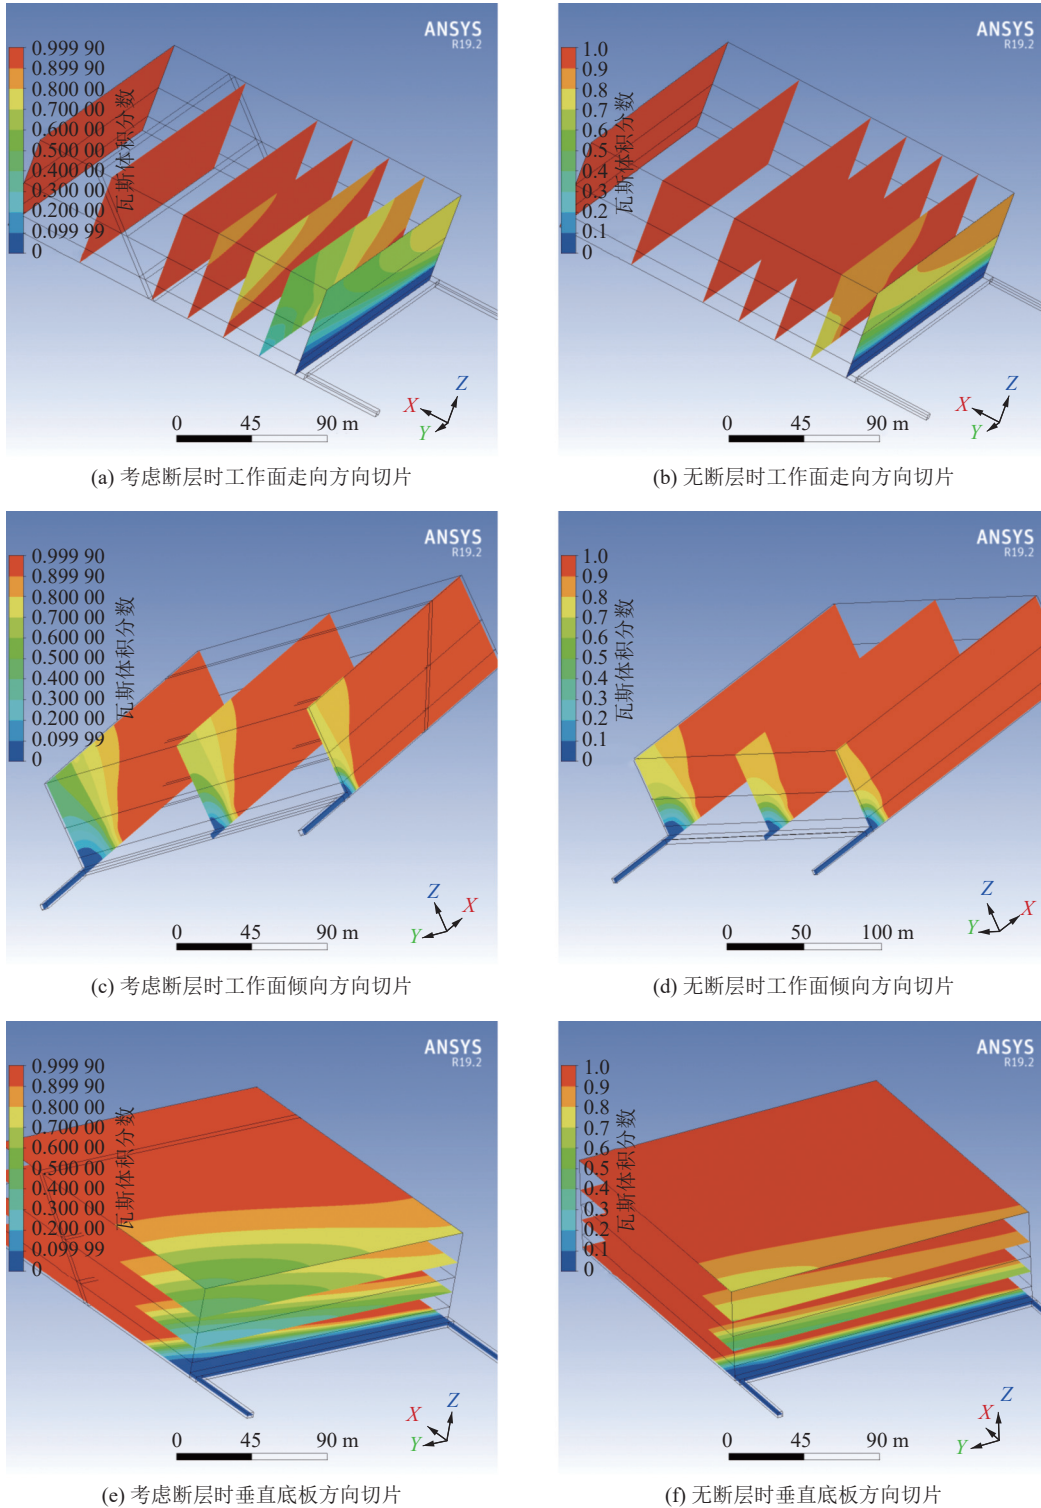 ANSYS
R19.2
0.999 90
0.899 90
0.800 00
0.700 00
0.600 00
0.500 00
0.400 00
0.300 00
0.200 00
0.099 99
0
瓦斯体积分数
Z
X
Y
0 45 90 m
(a) 考虑断层时工作面走向方向切片
ANSYS
R19.2
1.0
0.9
0.8
0.7
0.6
0.5
0.4
0.3
0.2
0.1
0
瓦斯体积分数
Z
X
Y
0 45 90 m
(b) 无断层时工作面走向方向切片
ANSYS
R19.2
0.999 90
0.899 90
0.800 00
0.700 00
0.600 00
0.500 00
0.400 00
0.300 00
0.200 00
0.099 99
0
瓦斯体积分数
Z
X
Y
0 45 90 m
(c) 考虑断层时工作面倾向方向切片
ANSYS
R19.2
1.0
0.9
0.8
0.7
0.6
0.5
0.4
0.3
0.2
0.1
0
瓦斯体积分数
Z
X
Y
0 50 100 m
(d) 无断层时工作面倾向方向切片
ANSYS
R19.2
0.999 90
0.899 90
0.800 00
0.700 00
0.600 00
0.500 00
0.400 00
0.300 00
0.200 00
0.099 99
0
瓦斯体积分数
Z
X
Y
0 45 90 m
(e) 考虑断层时垂直底板方向切片
ANSYS
R19.2
1.0
0.9
0.8
0.7
0.6
0.5
0.4
0.3
0.2
0.1
0
瓦斯体积分数
Z
X
Y
0 45 90 m
(f) 无断层时垂直底板方向切片